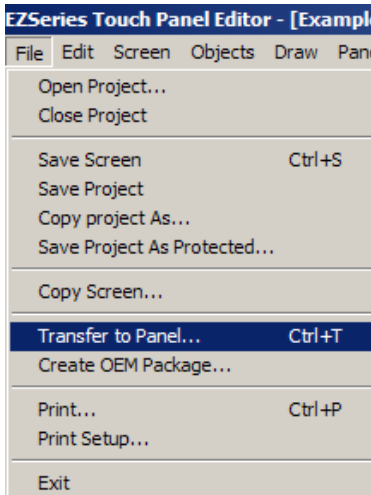 EZSeries Touch Panel Editor - [Exampl
File Edit Screen Objects Draw Pan
Open Project...
Close Project
Save Screen Ctrl+S
Save Project
Copy project As...
Save Project As Protected...
Copy Screen...
Transfer to Panel... Ctrl+T
Create OEM Package...
Print... Ctrl+P
Print Setup...
Exit